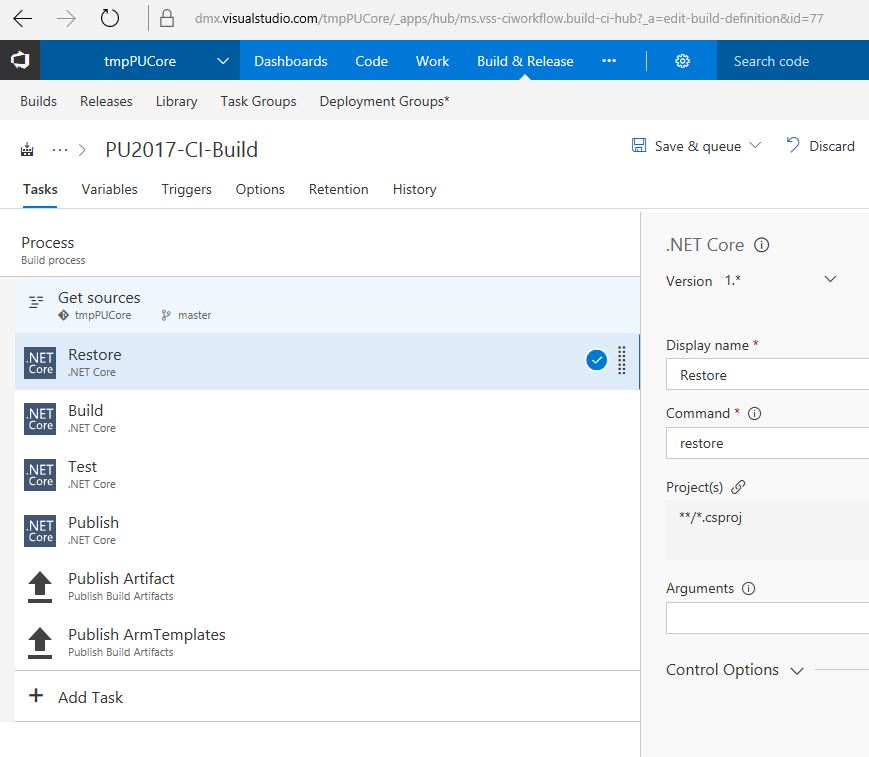 dmx.visualstudio.com/tmpPUCore/_apps/hub/ms.vss-ciworkflow.build-ci-hub?_a=edit-build-definition&id=77
tmpPUCore Dashboards Code Work Build & Release ••• Search code
Builds Releases Library Task Groups Deployment Groups*
... > PU2017-CI-Build Save & queue Discard
Tasks Variables Triggers Options Retention History
Process
Build process
Get sources
tmpPUCore master
.NET Core Restore
.NET Core
.NET Core Build
.NET Core
.NET Core Test
.NET Core
.NET Core Publish
.NET Core
Publish Artifact
Publish Build Artifacts
Publish ArmTemplates
Publish Build Artifacts
+ Add Task
.NET Core
Version 1.*
Display name *
Restore
Command *
restore
Project(s)
**/*.csproj
Arguments
Control Options